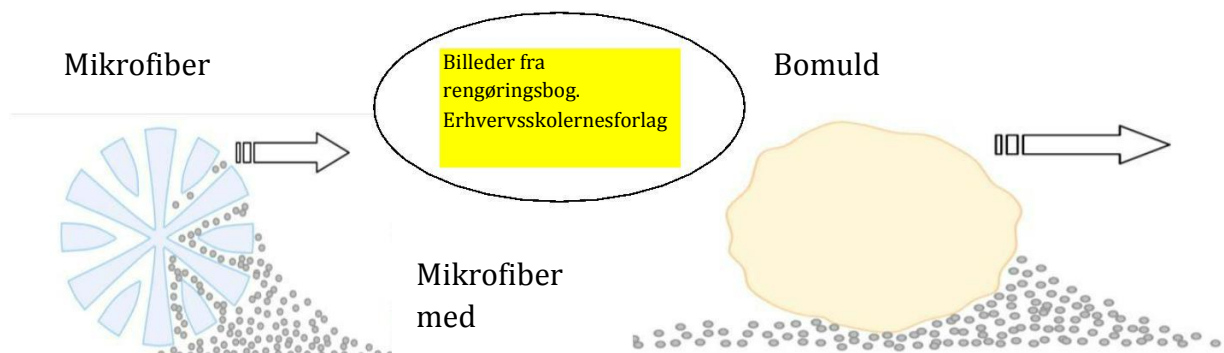 Mikrofiber
Billeder fra
rengøringsbog.
Erhvervsskolernesforlag
Bomuld
Mikrofiber
med